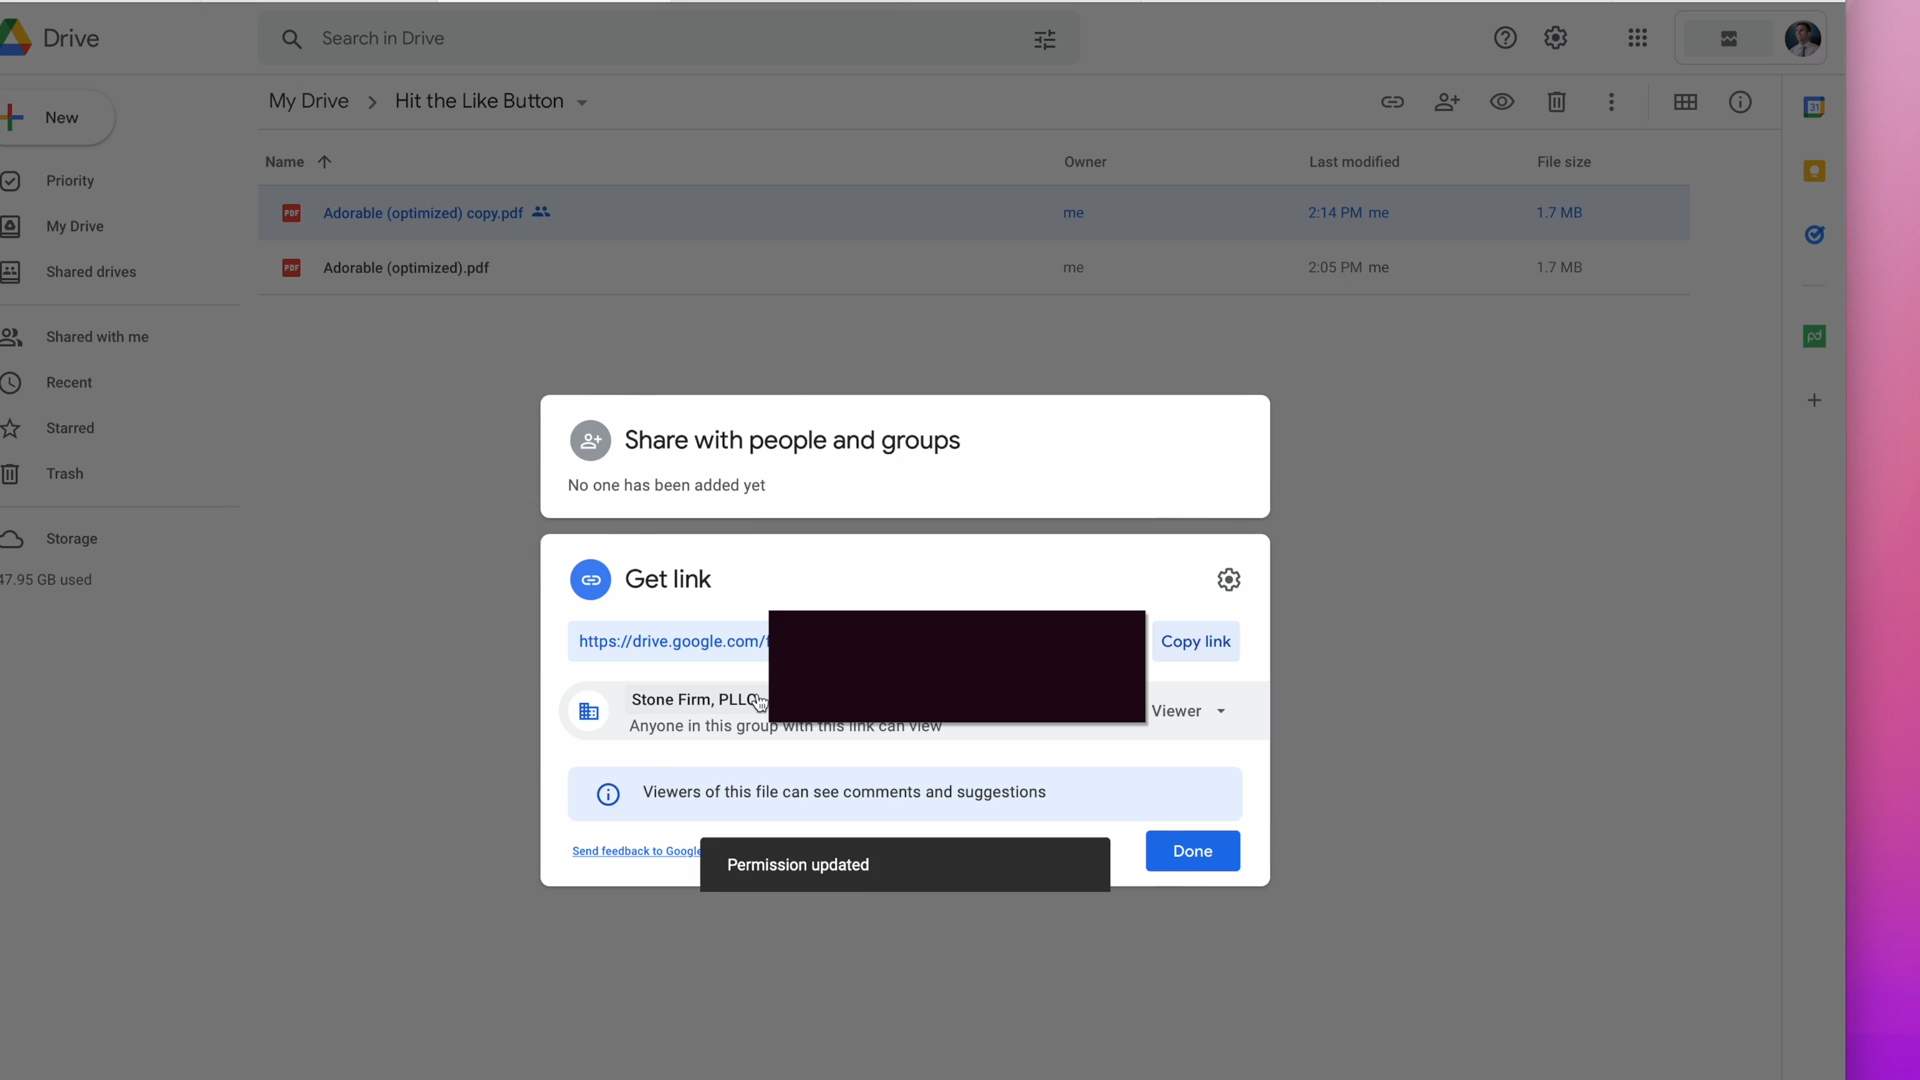 Drive
Search in Drive
New
My Drive
Hit the Like Button
31
Name
Owner
Last modified
File size
Priority
Adorable (optimized) copy.pdf
me
2:14 PM me
1.7 MB
My Drive
PDF
Adorable (optimized).pdf
me
2:05 PM me
1.7 MB
PDF
Shared drives
Shared with me
pd
Recent
Starred
Trash
Storage
47.95 GB used
Share with people and groups
No one has been added yet
Get link
https://drive.google.com/f
Copy link
Stone Firm, PLLC
Anyone in this group with this link can view
Viewer
Viewers of this file can see comments and suggestions
Send feedback to Google
Permission updated
Done